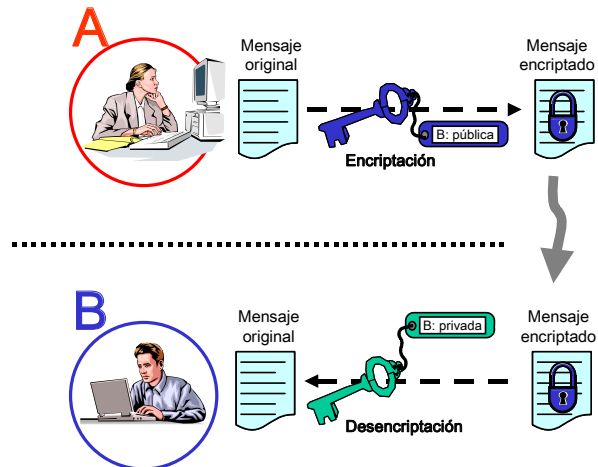 A
Mensaje
original
Mensaje
encriptado
B: pública
Encriptación
B
Mensaje
original
B: privada
Mensaje
encriptado
Desencriptación